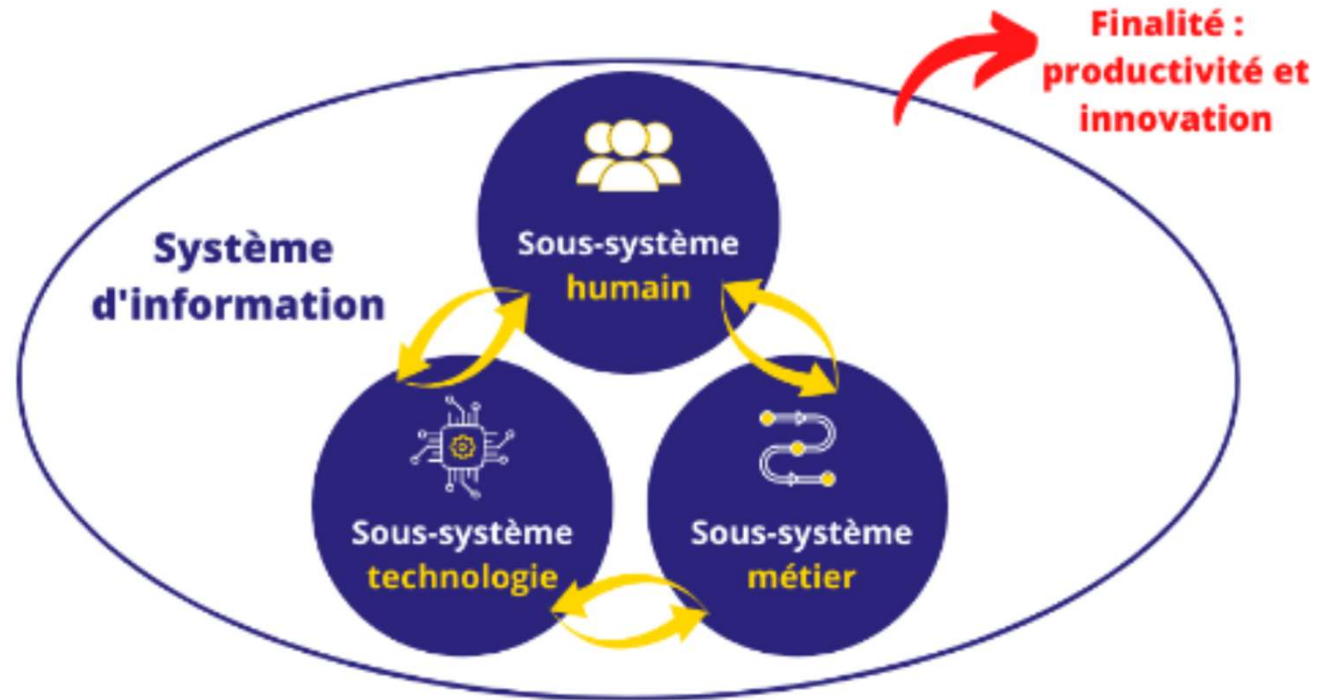 Finalité :
productivité et
innovation
Système
d'information
Sous-système
humain
Sous-système
technologie
Sous-système
métier